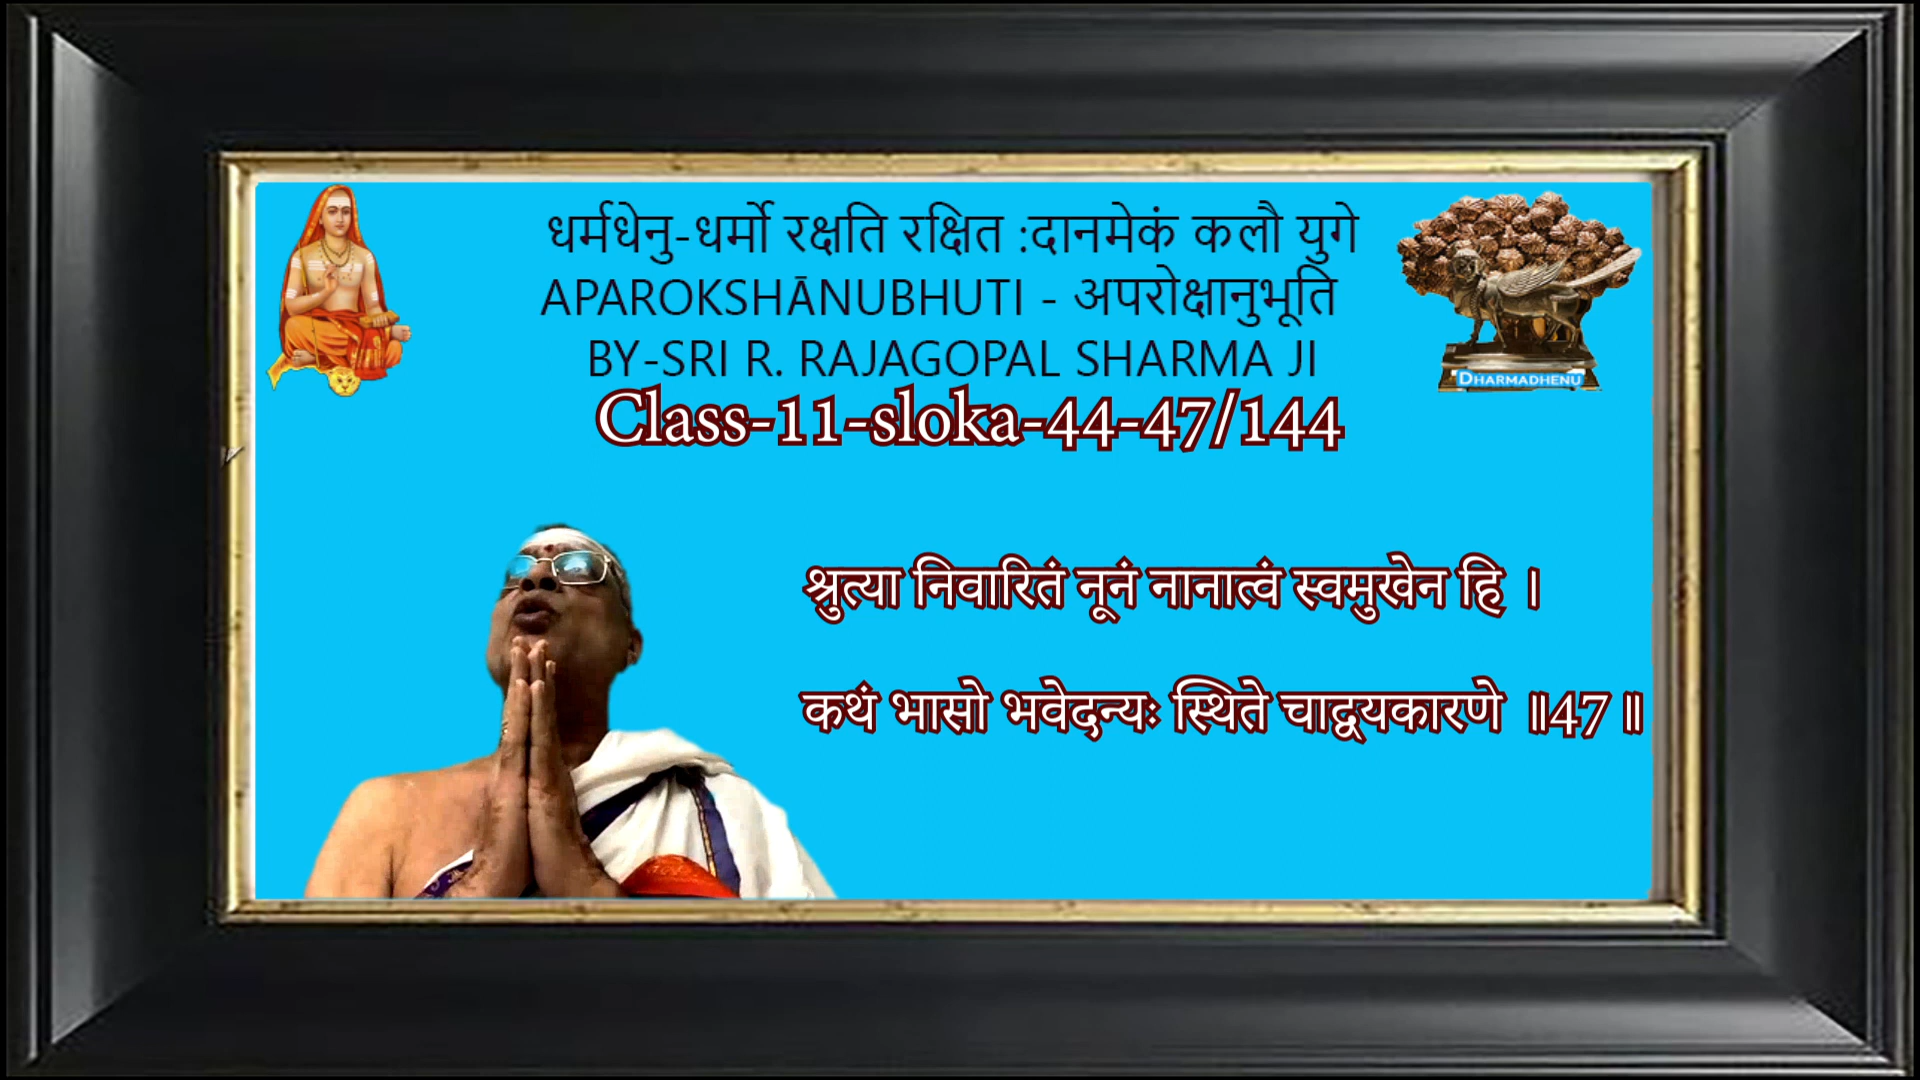 धर्मधेनु-धर्मो रक्षति रक्षित :दानमेकं कलौ युगे
APAROKSHĀNUBHUTI - अपरोक्षानुभूति
BY-SRI R. RAJAGOPAL SHARMA JI
DHARMADHENU
Class-11-sloka-44-47/144
श्रुत्या निवारितं नूनं नानात्वं स्वमुखेन हि ।
कथं भासो भवेदन्यः स्थिते चाद्वयकारणे ॥47॥